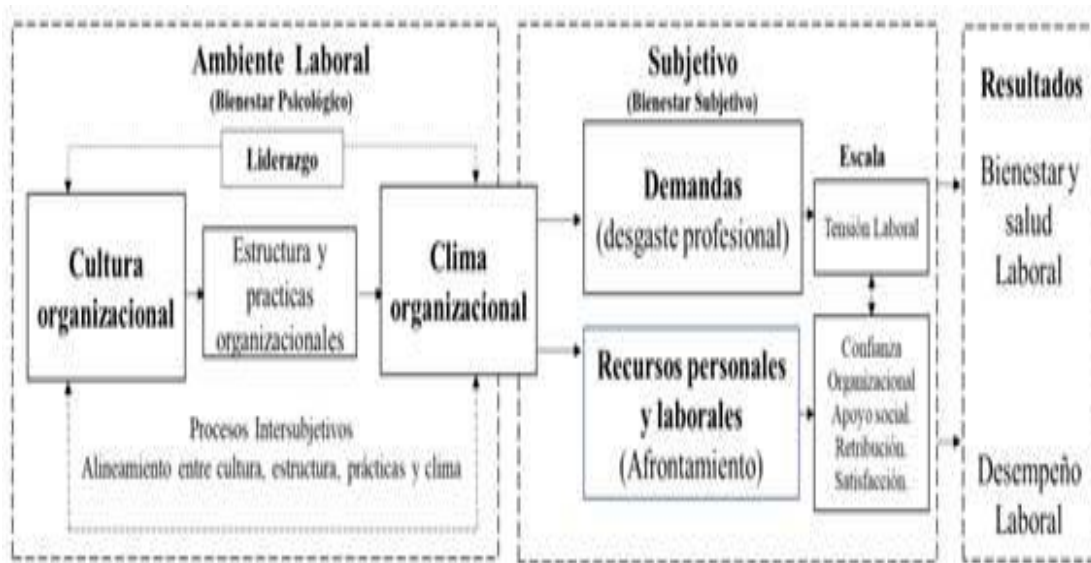 Ambiente Laboral
(Bienestar Psicológico)
Liderazgo
Cultura
organizacional
Estructura y
practicas
organizacionales
Clima
organizacional
Procesos Intersubjetivos
Alineamiento entre cultura, estructura, prácticas y clima
Subjetivo
(Bienestar Subjetivo)
Demandas
(desgaste profesional)
Escala
Tensión Laboral
Recursos personales
y laborales
(Afrontamiento)
Confianza
Organizacional
Apoyo social.
Retribución.
Satisfacción.
Resultados
Bienestar y
salud
Laboral
Desempeño
Laboral